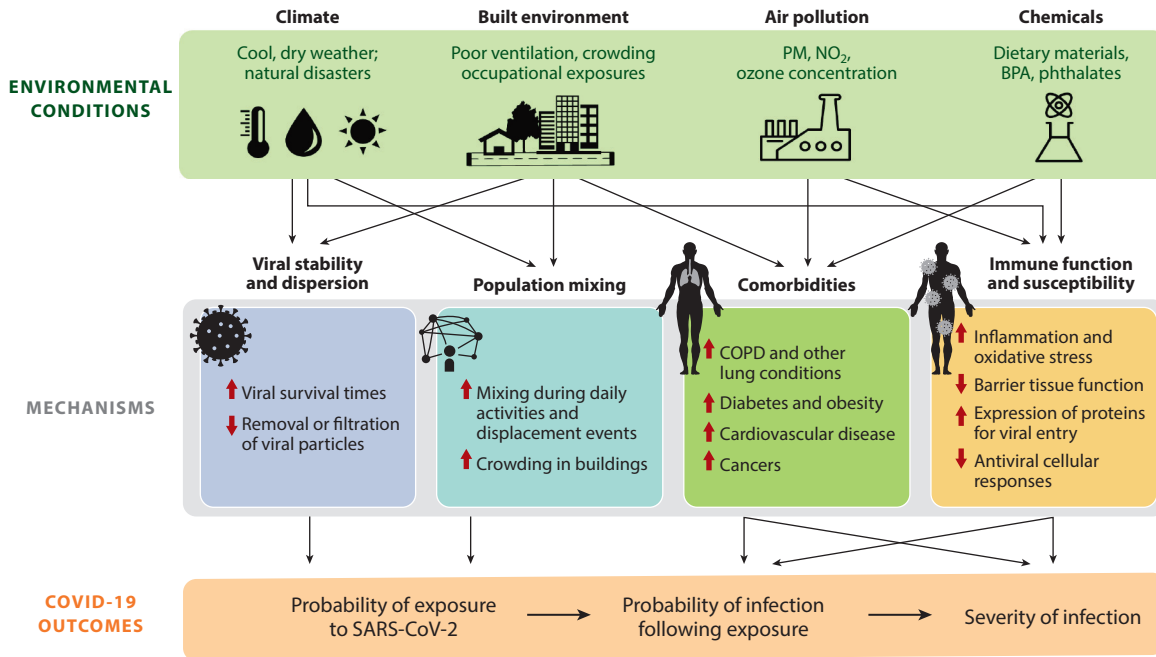 Climate
Built environment
Air pollution
Chemicals
ENVIRONMENTAL
CONDITIONS
Cool, dry weather;
natural disasters
Poor ventilation, crowding
occupational exposures
PM, NO₂,
ozone concentration
Dietary materials,
BPA, phthalates
Viral stability
and dispersion
Population mixing
Comorbidities
Immune function
and susceptibility
MECHANISMS
Viral survival times
Removal or filtration
of viral particles
Mixing during daily
activities and
displacement events
Crowding in buildings
COPD and other
lung conditions
Diabetes and obesity
Cardiovascular disease
Cancers
Inflammation and
oxidative stress
Barrier tissue function
Expression of proteins
for viral entry
Antiviral cellular
responses
COVID-19
OUTCOMES
Probability of exposure
to SARS-CoV-2
Probability of infection
following exposure
Severity of infection